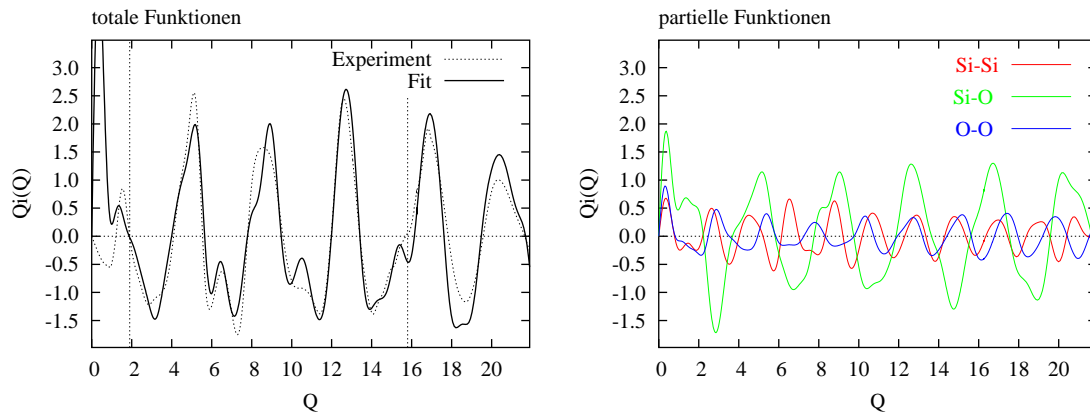 totale Funktionen
Experiment
Fit
3.0
2.5
2.0
1.5
1.0
0.5
0.0
-0.5
-1.0
-1.5
Qi(Q)
0 2 4 6 8 10 12 14 16 18 20
Q
partielle Funktionen
Si-Si
Si-O
O-O
3.0
2.5
2.0
1.5
1.0
0.5
0.0
-0.5
-1.0
-1.5
Qi(Q)
0 2 4 6 8 10 12 14 16 18 20
Q